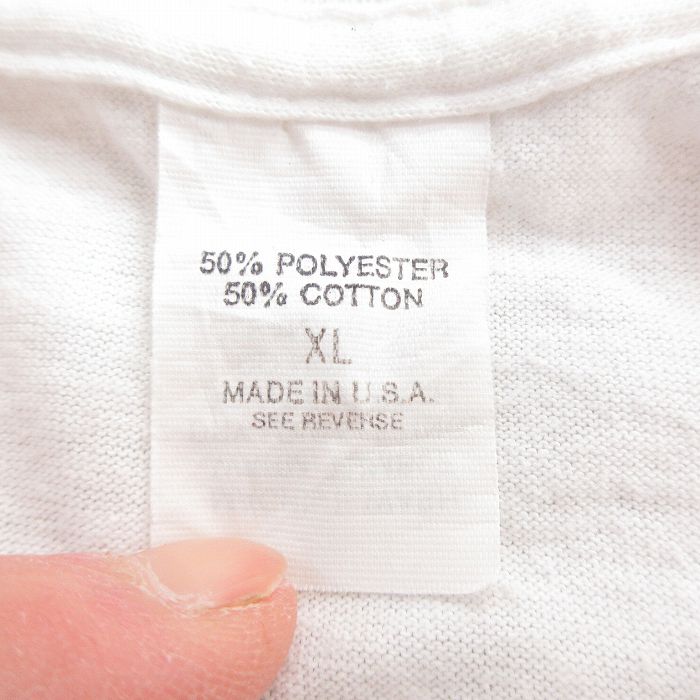 50% POLYESTER
50% COTTON
XL
MADE IN U.S.A.
SEE REVENSE